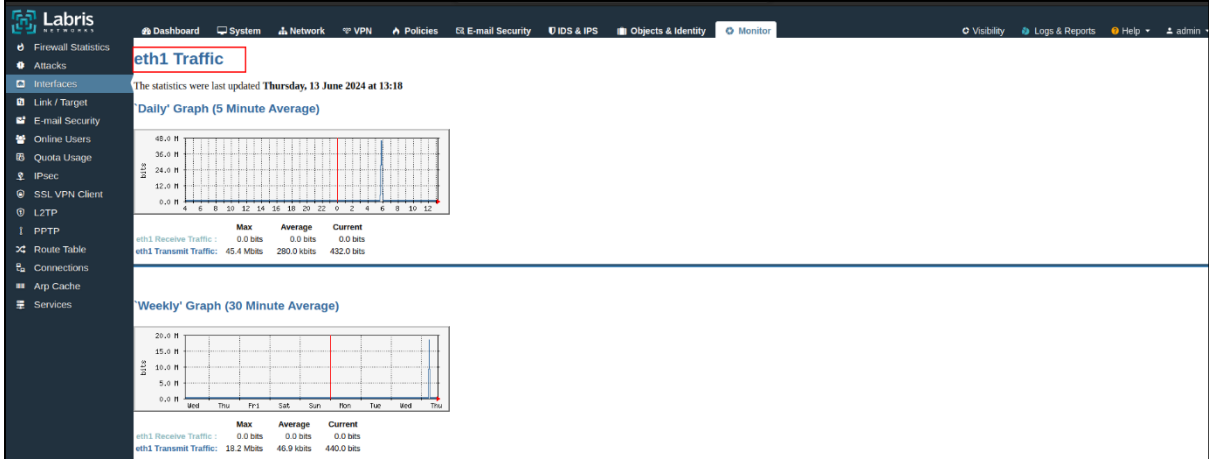 Labris
NETWORKS
Dashboard System Network VPN Policies E-mail Security IDS & IPS Objects & Identity Monitor Visibility Logs & Reports Help admin
Firewall Statistics
Attacks
Interfaces
Link / Target
E-mail Security
Online Users
Quota Usage
IPsec
SSL VPN Client
L2TP
PPTP
Route Table
Connections
Arp Cache
Services
eth1 Traffic
The statistics were last updated Thursday, 13 June 2024 at 13:18
`Daily' Graph (5 Minute Average)
48.0 M
36.0 M
24.0 M
12.0 M
0.0 M
bits
4 6 8 10 12 14 16 18 20 22 0 2 4 6 8 10 12
Max Average Current
eth1 Receive Traffic : 0.0 bits 0.0 bits 0.0 bits
eth1 Transmit Traffic: 45.4 Mbits 280.0 kbits 432.0 bits
`Weekly' Graph (30 Minute Average)
20.0 M
15.0 M
10.0 M
5.0 M
0.0 M
bits
Wed Thu Fri Sat Sun Mon Tue Wed Thu
Max Average Current
eth1 Receive Traffic : 0.0 bits 0.0 bits 0.0 bits
eth1 Transmit Traffic: 18.2 Mbits 46.9 kbits 440.0 bits